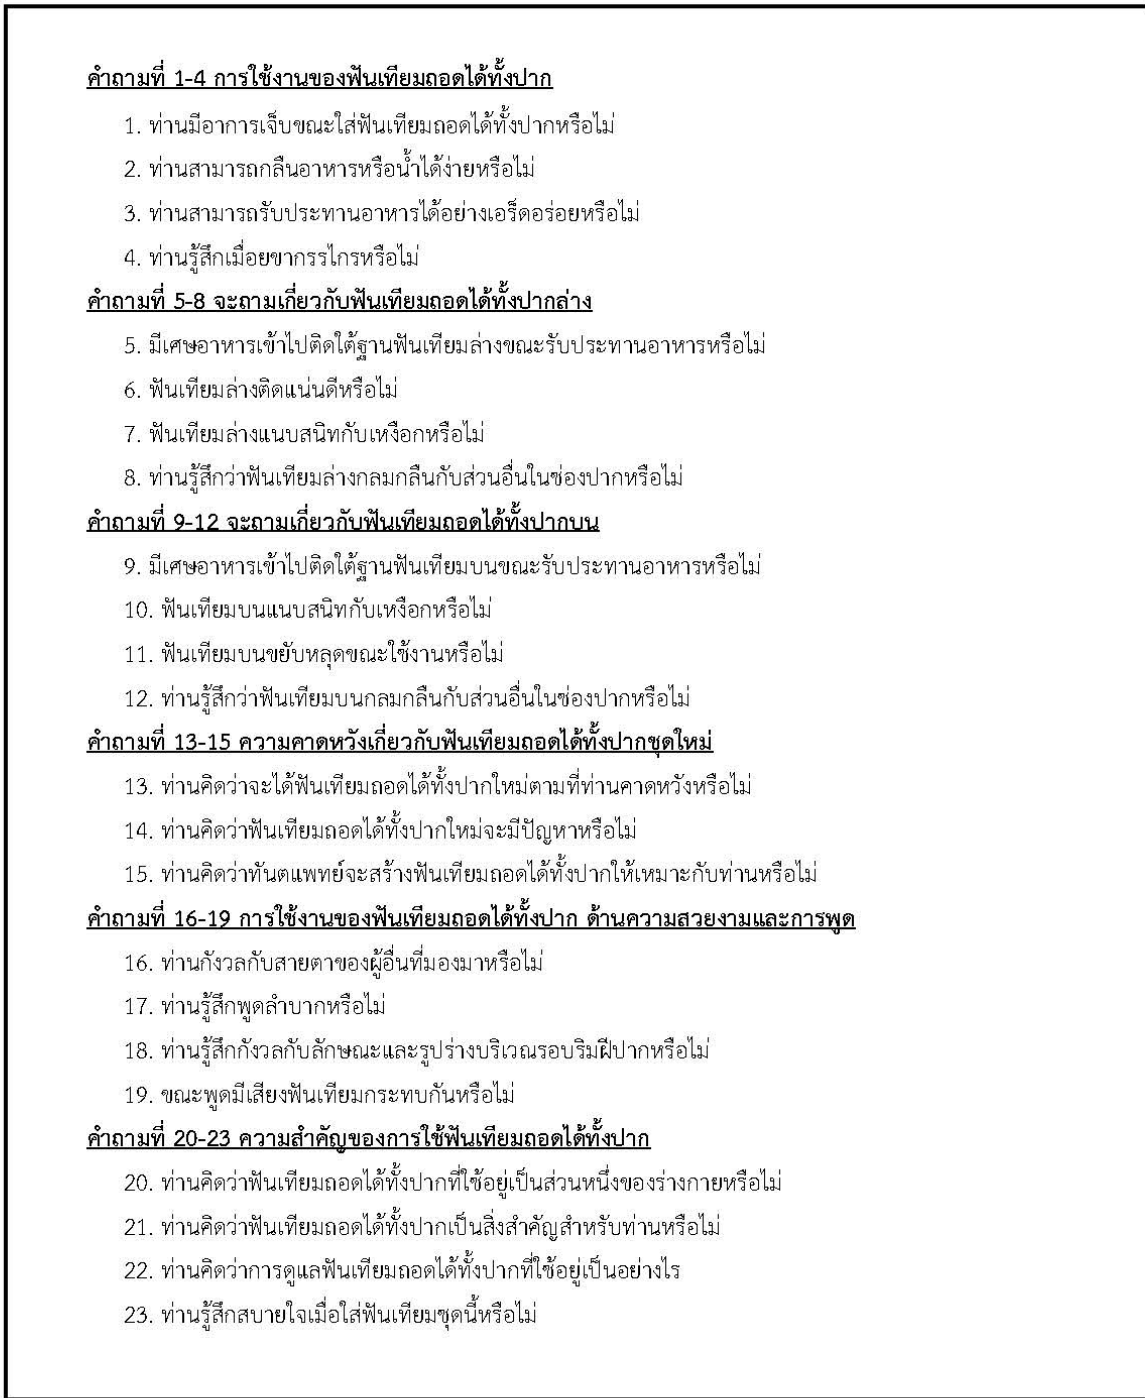 คำถามที่ 1-4 การใช้งานของฟันเทียมถอดได้ทั้งปาก
1. ท่านมีอาการเจ็บขณะใส่ฟันเทียมถอดได้ทั้งปากหรือไม่
2. ท่านสามารถกลืนอาหารหรือน้ำได้ง่ายหรือไม่
3. ท่านสามารถรับประทานอาหารได้อย่างเอร็ดอร่อยหรือไม่
4. ท่านรู้สึกเมื่อยขากรรไกรหรือไม่
คำถามที่ 5-8 จะถามเกี่ยวกับฟันเทียมถอดได้ทั้งปากล่าง
5. มีเศษอาหารเข้าไปติดใต้ฐานฟันเทียมล่างขณะรับประทานอาหารหรือไม่
6. ฟันเทียมล่างติดแน่นดีหรือไม่
7. ฟันเทียมล่างแนบสนิทกับเหงือกหรือไม่
8. ท่านรู้สึกว่าฟันเทียมล่างกลมกลืนกับส่วนอื่นในช่องปากหรือไม่
คำถามที่ 9-12 จะถามเกี่ยวกับฟันเทียมถอดได้ทั้งปากบน
9. มีเศษอาหารเข้าไปติดใต้ฐานฟันเทียมบนขณะรับประทานอาหารหรือไม่
10. ฟันเทียมบนแนบสนิทกับเหงือกหรือไม่
11. ฟันเทียมบนขยับหลุดขณะใช้งานหรือไม่
12. ท่านรู้สึกว่าฟันเทียมบนกลมกลืนกับส่วนอื่นในช่องปากหรือไม่
คำถามที่ 13-15 ความคาดหวังเกี่ยวกับฟันเทียมถอดได้ทั้งปากชุดใหม่
13. ท่านคิดว่าจะได้ฟันเทียมถอดได้ทั้งปากใหม่ตามที่ท่านคาดหวังหรือไม่
14. ท่านคิดว่าฟันเทียมถอดได้ทั้งปากใหม่จะมีปัญหาหรือไม่
15. ท่านคิดว่าทันตแพทย์จะสร้างฟันเทียมถอดได้ทั้งปากให้เหมาะกับท่านหรือไม่
คำถามที่ 16-19 การใช้งานของฟันเทียมถอดได้ทั้งปาก ด้านความสวยงามและการพูด
16. ท่านกังวลกับสายตาของผู้อื่นที่มองมาหรือไม่
17. ท่านรู้สึกพูดลำบากหรือไม่
18. ท่านรู้สึกกังวลกับลักษณะและรูปร่างบริเวณรอบริมฝีปากหรือไม่
19. ขณะพูดมีเสียงฟันเทียมกระทบกันหรือไม่
คำถามที่ 20-23 ความสำคัญของการใช้ฟันเทียมถอดได้ทั้งปาก
20. ท่านคิดว่าฟันเทียมถอดได้ทั้งปากที่ใช้อยู่เป็นส่วนหนึ่งของร่างกายหรือไม่
21. ท่านคิดว่าฟันเทียมถอดได้ทั้งปากเป็นสิ่งสำคัญสำหรับท่านหรือไม่
22. ท่านคิดว่าการดูแลฟันเทียมถอดได้ทั้งปากที่ใช้อยู่เป็นอย่างไร
23. ท่านรู้สึกสบายใจเมื่อใส่ฟันเทียมชุดนี้หรือไม่